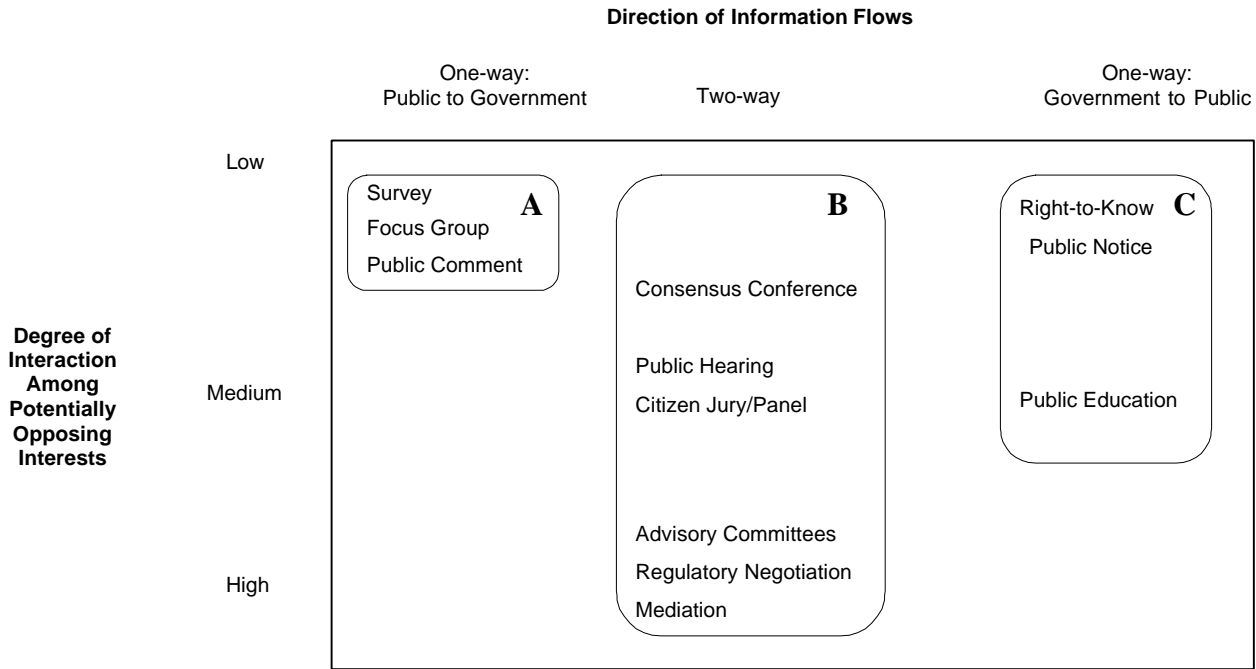 Direction of Information Flows
One-way:
Public to Government
Two-way
One-way:
Government to Public
Low
Medium
High
Degree of
Interaction
Among
Potentially
Opposing
Interests
A
Survey
Focus Group
Public Comment
B
Consensus Conference
Public Hearing
Citizen Jury/Panel
Advisory Committees
Regulatory Negotiation
Mediation
Right-to-Know C
Public Notice
Public Education